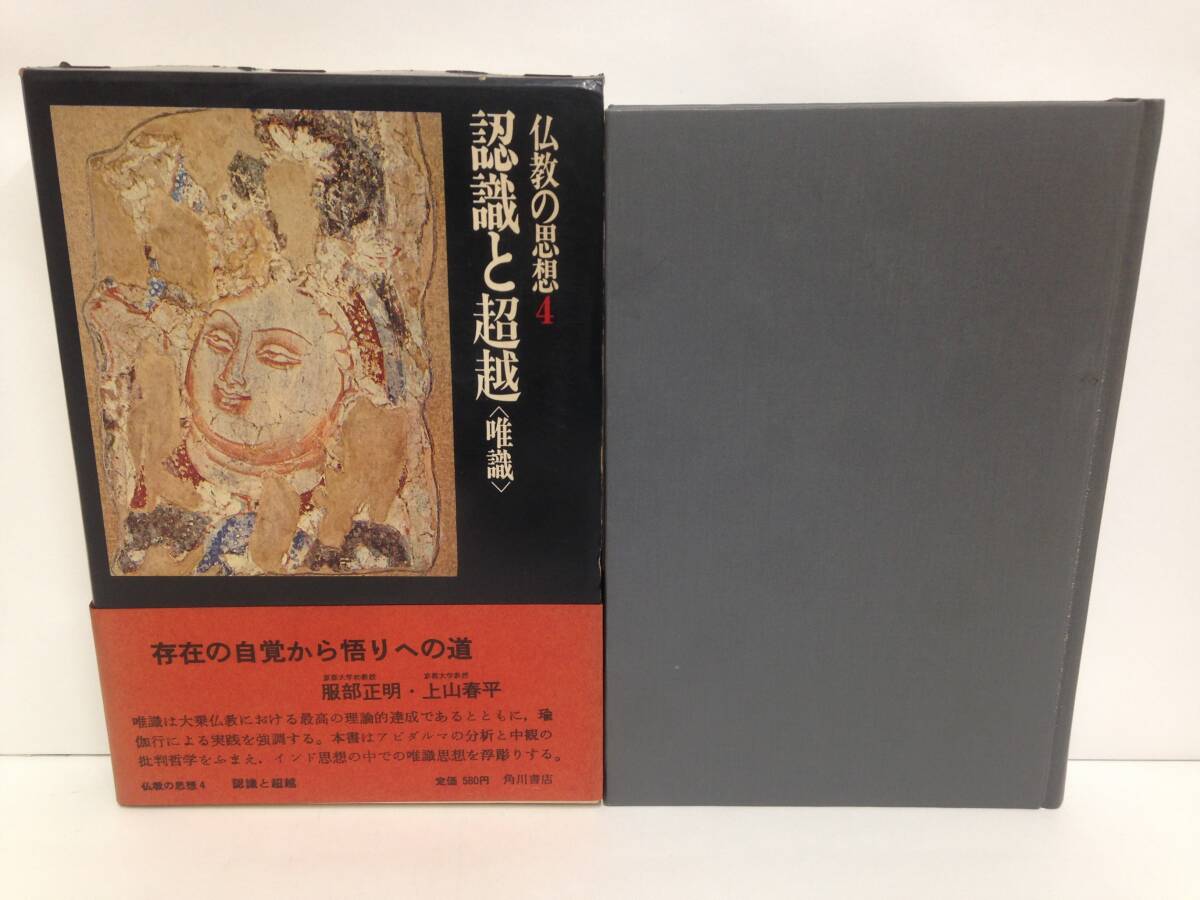 仏教の思想4
認識と超越〈唯識〉
存在の自覚から悟りへの道
京都大学助教授 京都大学教授
服部正明・上山春平
唯識は大乗仏教における最高の理論的達成であるとともに，瑜
伽行による実践を強調する。本書はアビダルマの分析と中観の
批判哲学をふまえ，インド思想の中での唯識思想を浮彫りする。
仏教の思想4 認識と超越 定価 580円 角川書店